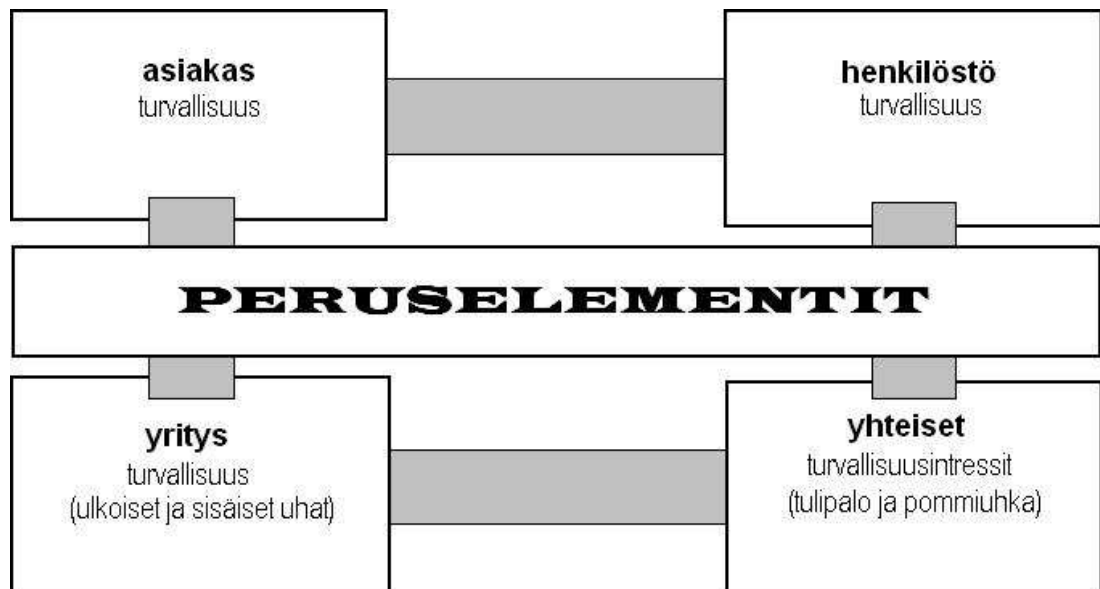 asiakas
turvallisuus
henkilöstö
turvallisuus
PERUSELEMENTIT
yritys
turvallisuus
(ulkoiset ja sisäiset uhat)
yhteiset
turvallisuusintressit
(tulipalo ja pommiuhka)